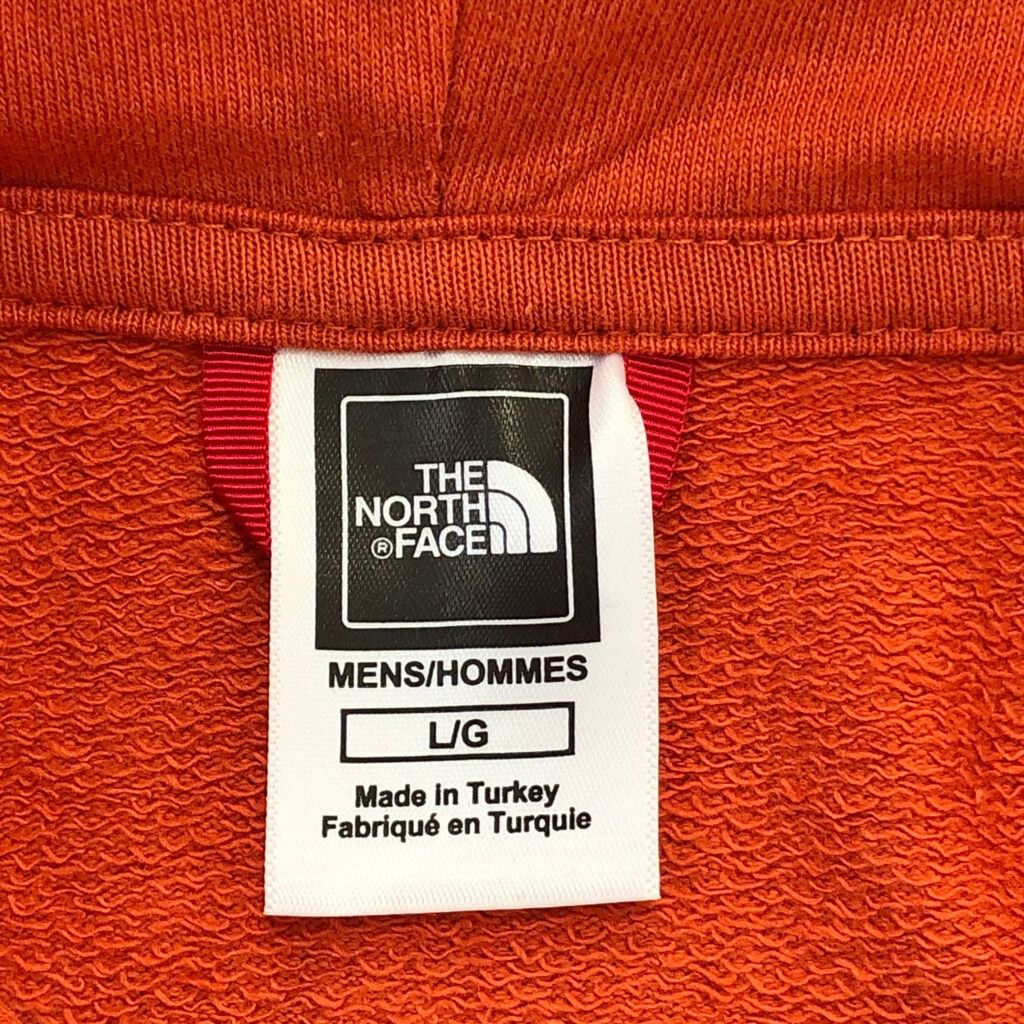 THE
NORTH
®FACE
MENS/HOMMES
L/G
Made in Turkey
Fabriqué en Turquie